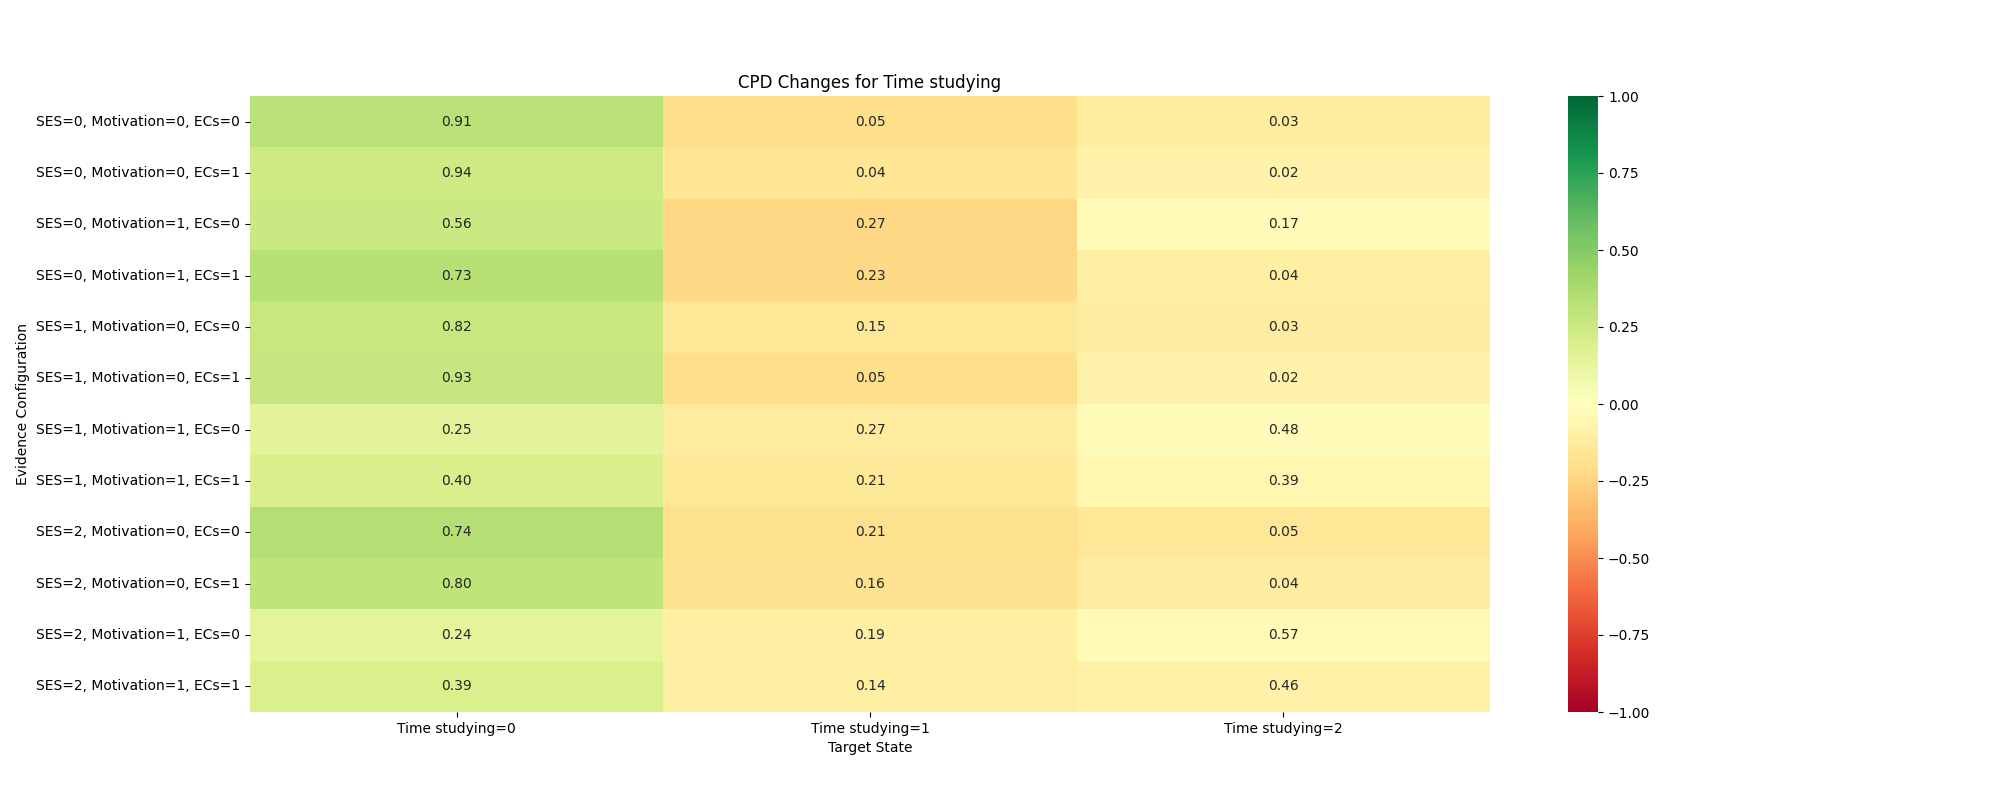 CPD Changes for Time studying
Evidence Configuration
SES=0, Motivation=0, ECs=0 0.91 0.05 0.03
SES=0, Motivation=0, ECs=1 0.94 0.04 0.02
SES=0, Motivation=1, ECs=0 0.56 0.27 0.17
SES=0, Motivation=1, ECs=1 0.73 0.23 0.04
SES=1, Motivation=0, ECs=0 0.82 0.15 0.03
SES=1, Motivation=0, ECs=1 0.93 0.05 0.02
SES=1, Motivation=1, ECs=0 0.25 0.27 0.48
SES=1, Motivation=1, ECs=1 0.40 0.21 0.39
SES=2, Motivation=0, ECs=0 0.74 0.21 0.05
SES=2, Motivation=0, ECs=1 0.80 0.16 0.04
SES=2, Motivation=1, ECs=0 0.24 0.19 0.57
SES=2, Motivation=1, ECs=1 0.39 0.14 0.46
Time studying=0 Time studying=1 Time studying=2
Target State
1.00
0.75
0.50
0.25
0.00
−0.25
−0.50
−0.75
−1.00